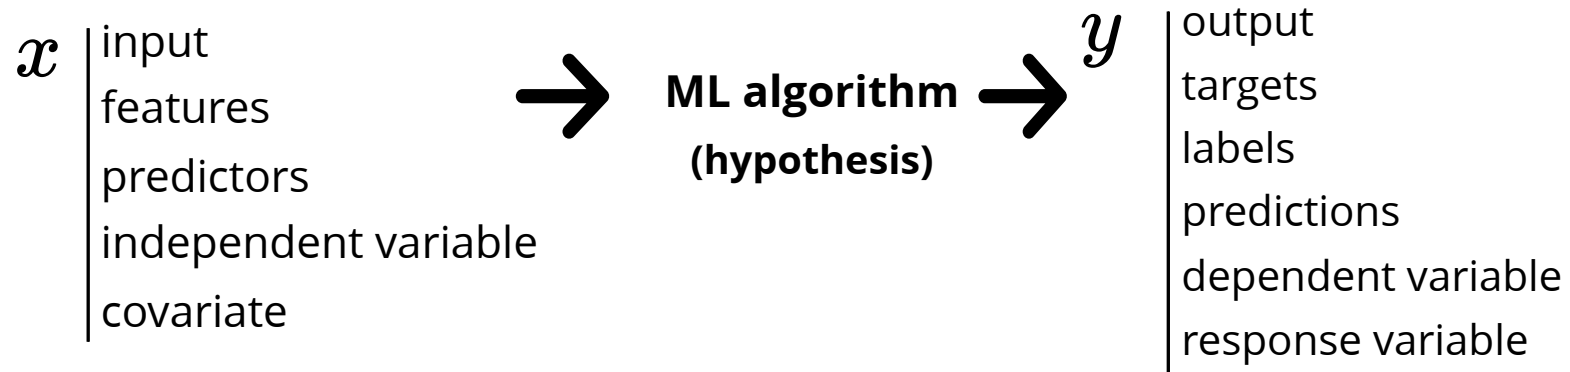 x
input
features
predictors
independent variable
covariate
ML algorithm
(hypothesis)
y
output
targets
labels
predictions
dependent variable
response variable